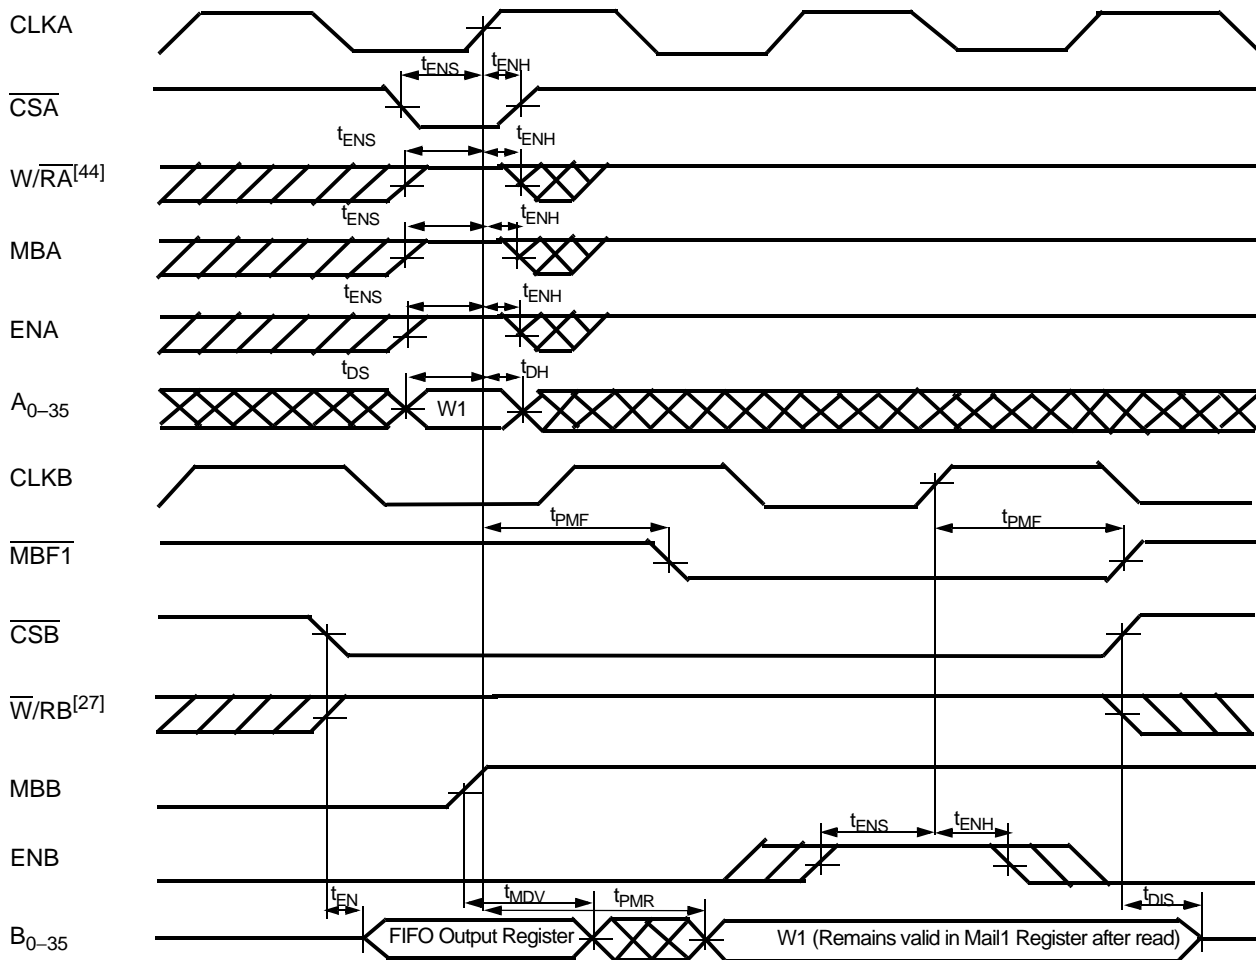 CLKA
tENS tENH
CSA
tENS tENH
W/RA[44]
tENS tENH
MBA
tENS tENH
ENA
tDS tDH
A0–35 W1
CLKB
tPMF tPMF
MBF1
CSB
W/RB[27]
MBB
tENS tENH
ENB
tEN tMDV tPMR tDIS
B0–35 FIFO Output Register W1 (Remains valid in Mail1 Register after read)